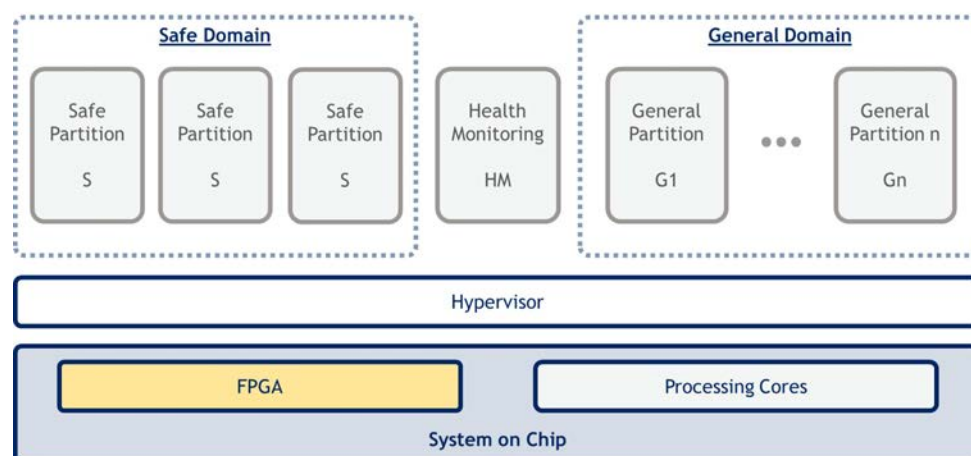 Safe Domain
General Domain
Safe
Partition
S
Safe
Partition
S
Safe
Partition
S
Health
Monitoring
HM
General
Partition
G1
•••
General
Partition n
Gn
Hypervisor
FPGA
Processing Cores
System on Chip